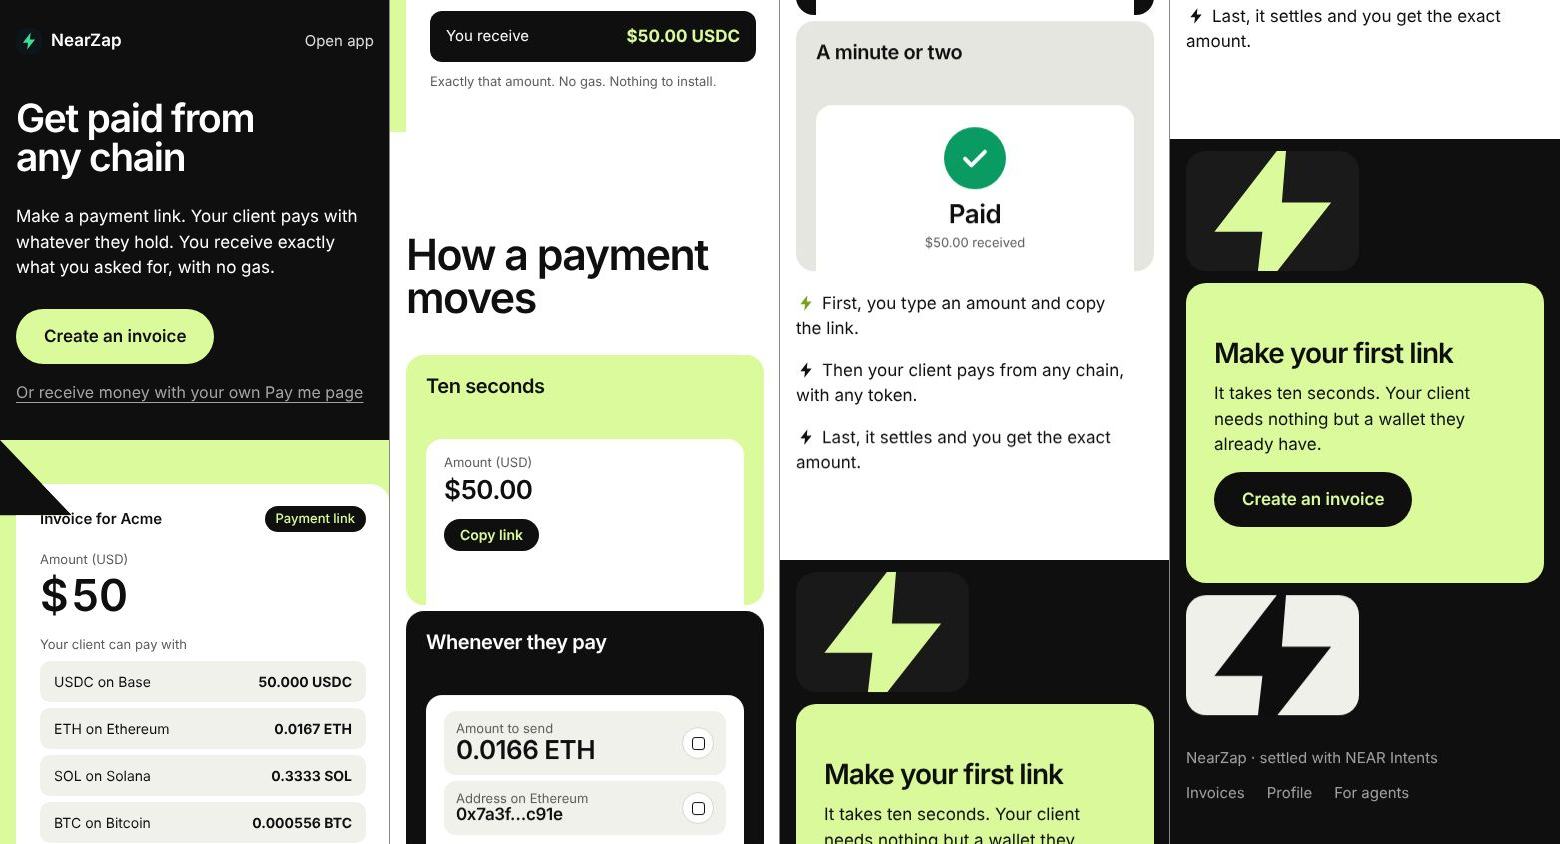 NearZap
Open app
Get paid from
any chain
Make a payment link. Your client pays with
whatever they hold. You receive exactly
what you asked for, with no gas.
Create an invoice
Or receive money with your own Pay me page
Invoice for Acme
Payment link
Amount (USD)
$50
Your client can pay with
USDC on Base 50.000 USDC
ETH on Ethereum 0.0167 ETH
SOL on Solana 0.3333 SOL
BTC on Bitcoin 0.000556 BTC
You receive $50.00 USDC
Exactly that amount. No gas. Nothing to install.
How a payment
moves
Ten seconds
Amount (USD)
$50.00
Copy link
Whenever they pay
Amount to send
0.0166 ETH
Address on Ethereum
0x7a3f...c91e
A minute or two
Paid
$50.00 received
First, you type an amount and copy
the link.
Then your client pays from any chain,
with any token.
Last, it settles and you get the exact
amount.
Make your first link
It takes ten seconds. Your client
needs nothing but a wallet they
Last, it settles and you get the exact
amount.
Make your first link
It takes ten seconds. Your client
needs nothing but a wallet they
already have.
Create an invoice
NearZap · settled with NEAR Intents
Invoices Profile For agents